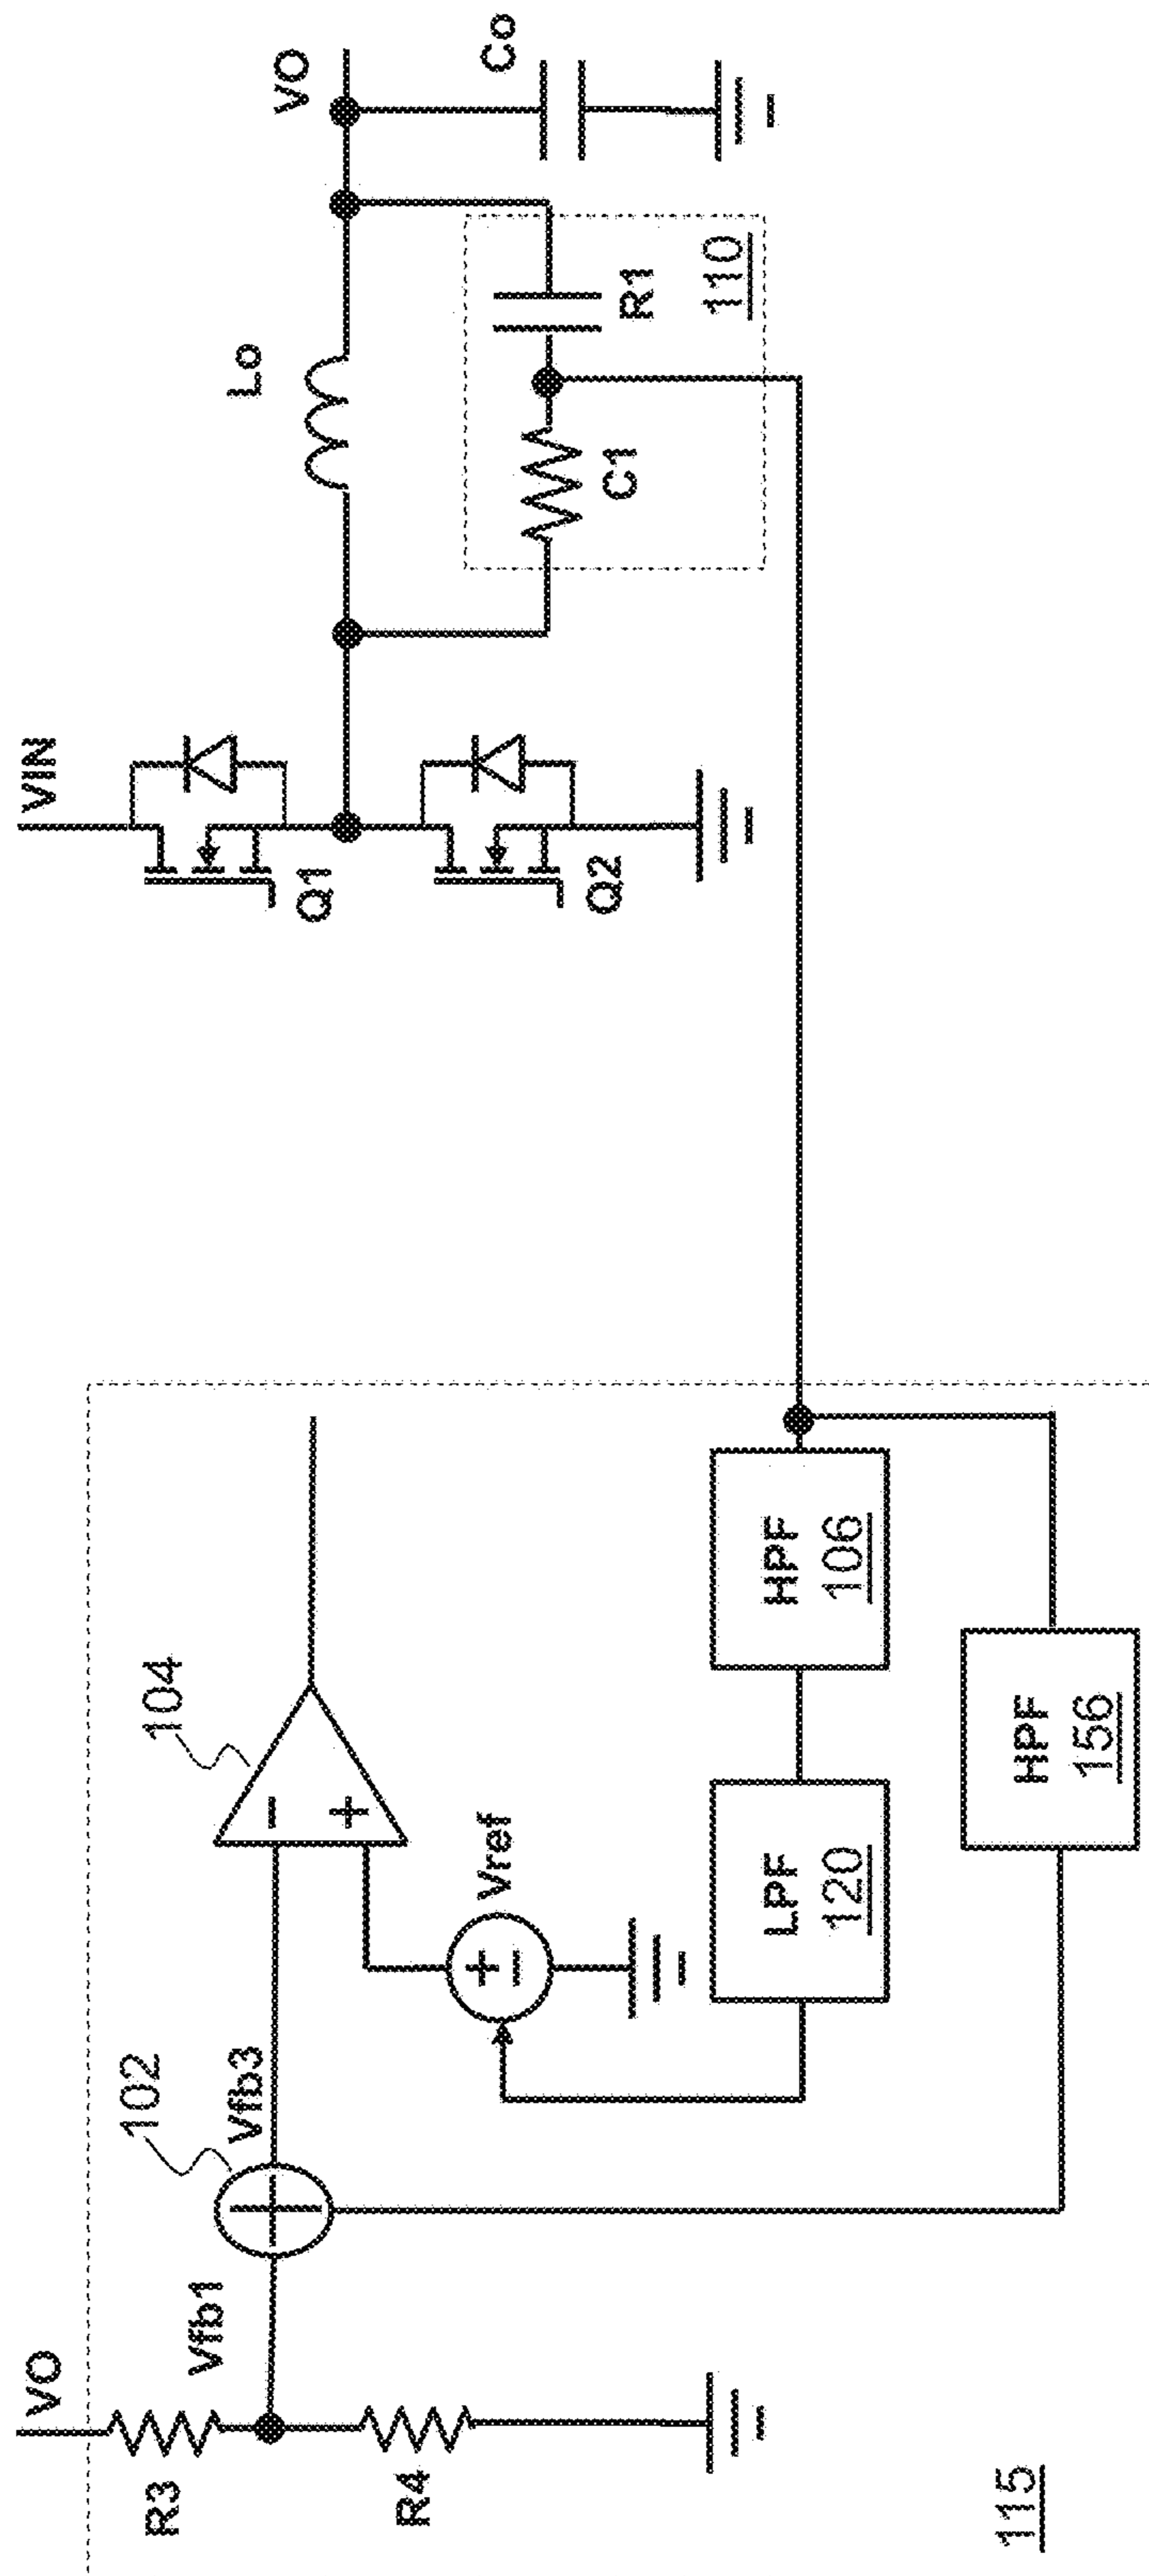 VO
R3
R4
Vfb1
102
Vfb3
104
Vref
LPF
120
HPF
106
HPF
156
115
VIN
Q1
Q2
Lo
C1
R1
110
VO
Co